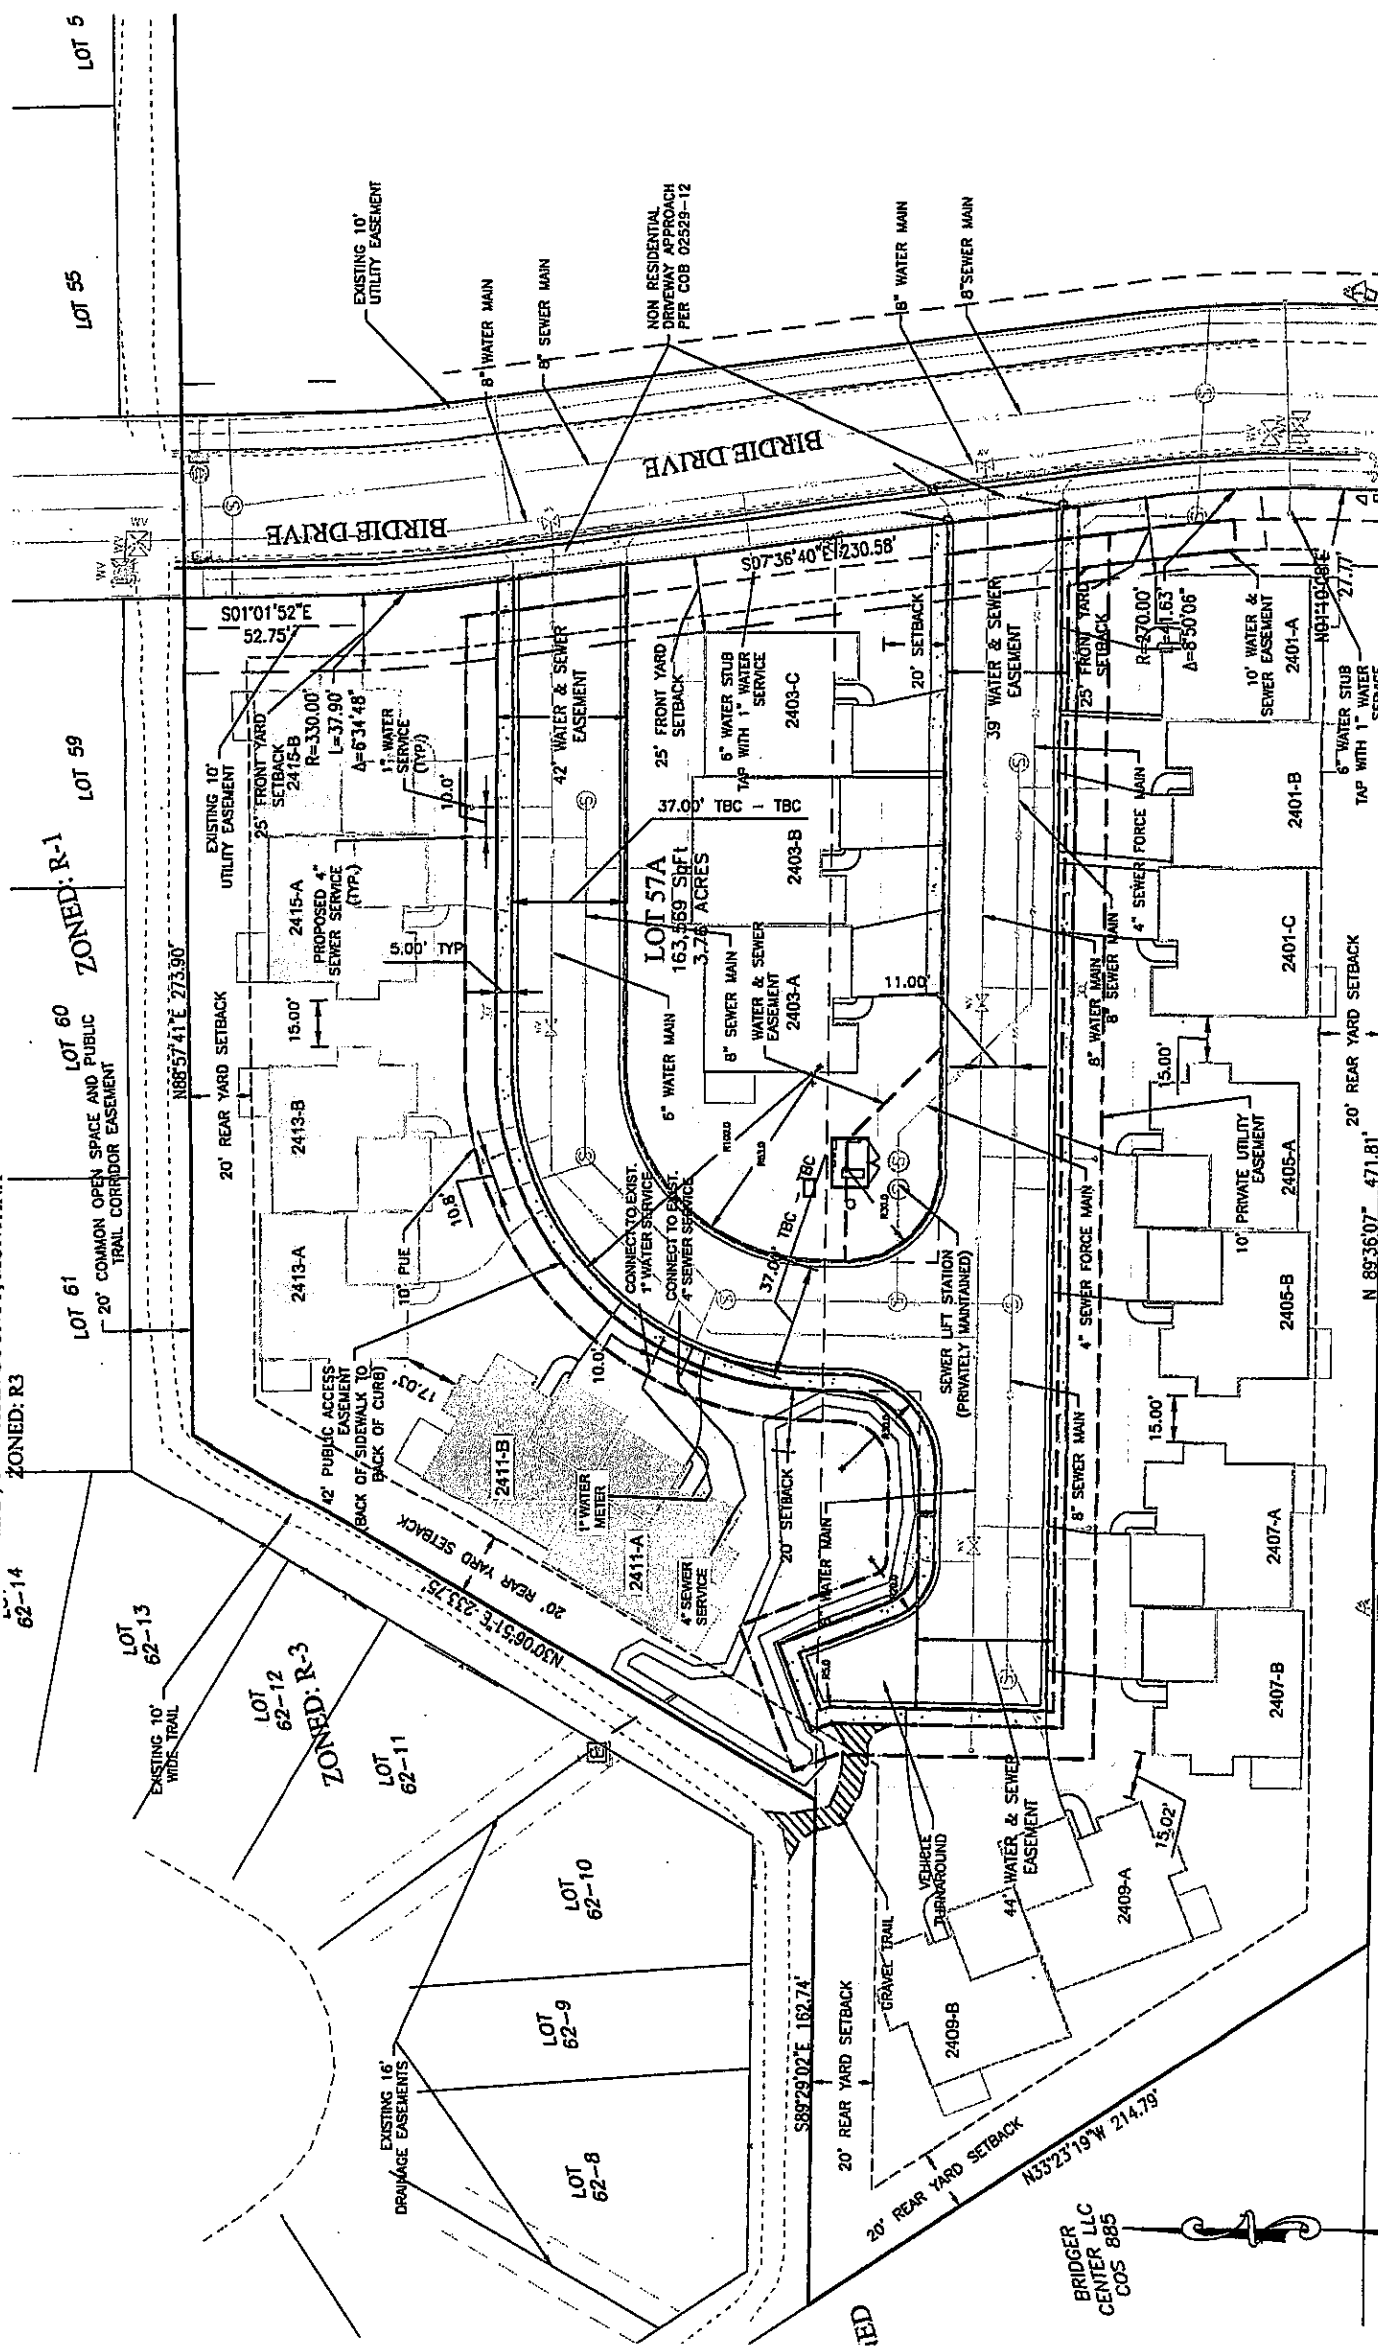 LOT 5
LOT 55
LOT 59
ZONED: R-1
LOT 60
LOT 61
20' COMMON OPEN SPACE AND PUBLIC
TRAIL CORRIDOR EASEMENT
ZONED: R3
62-14
LOT
62-13
EXISTING 10'
WIDE TRAIL
LOT
62-12
ZONED: R-3
LOT
62-11
LOT
62-10
LOT
62-9
LOT
62-8
EXISTING 16'
DRAINAGE EASEMENTS
N88°57'41"E 273.90'
20' REAR YARD SETBACK
N30°06'51"E 233.75'
20' REAR YARD SETBACK
S89°29'02"E 162.74'
20' REAR YARD SETBACK
20' REAR YARD SETBACK
N33°23'19"W 214.79'
BRIDGER
CENTER LLC
COS 885
EXISTING 10'
UTILITY EASEMENT
8" WATER MAIN
8" SEWER MAIN
NON RESIDENTIAL
DRIVEWAY APPROACH
PER COB 02529-12
8" WATER MAIN
8" SEWER MAIN
BIRDIE DRIVE
BIRDIE DRIVE
WV
WV
S01°01'52"E
52.75'
EXISTING 10'
UTILITY EASEMENT
25' FRONT YARD
SETBACK
2415-B
R=330.00'
L=37.90'
Δ=6°34'48"
1" WATER
SERVICE
(TYP.)
10.0'
2415-A
PROPOSED 4"
SEWER SERVICE
(TYP.)
5.00' TYP
15.00'
2413-B
2413-A
10' PUE
10.8'
17.03'
42' PUBLIC ACCESS
EASEMENT
(BACK OF SIDEWALK TO
BACK OF CURB)
42' WATER & SEWER
EASEMENT
S07°36'40"E 230.58'
25' FRONT YARD
SETBACK
6" WATER STUB
TAP WITH 1" WATER
SERVICE
2403-C
20' SETBACK
37.00' TBC - TBC
LOT 57A
163,569 SqFt
3.76 ACRES
2403-B
8" SEWER MAIN
WATER & SEWER
EASEMENT
2403-A
11.00'
6" WATER MAIN
R100.0
R63.0
R30.0
CONNECT TO EXIST.
1" WATER SERVICE
CONNECT TO EXIST.
4" SEWER SERVICE
37.00' TBC - TBC
10.0'
2411-B
1" WATER
METER
2411-A
4" SEWER
SERVICE
20' SETBACK
WATER MAIN
SEWER LIFT STATION
(PRIVATELY MAINTAINED)
39' WATER & SEWER
EASEMENT
25' FRONT YARD
SETBACK
R=270.00'
L=41.63'
Δ=8°50'06"
10' WATER &
SEWER EASEMENT
2401-A
27.77'
6" WATER STUB
TAP WITH 1" WATER
4" SEWER FORCE MAIN
8" SEWER MAIN
8" WATER MAIN
2401-B
2401-C
15.00'
20' REAR YARD SETBACK
10' PRIVATE UTILITY
EASEMENT
2405-A
4" SEWER FORCE MAIN
2405-B
N 89°36'07" 471.81'
15.00'
8" SEWER MAIN
2407-A
2407-B
44' WATER & SEWER
EASEMENT
15.02'
2409-A
VEHICLE
TURNAROUND
GRAVEL TRAIL
2409-B